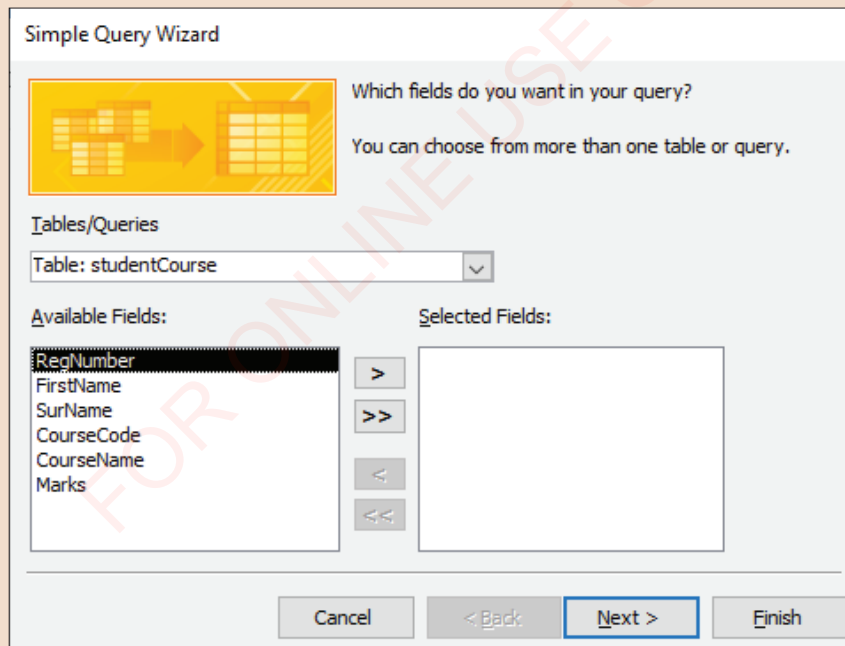 Simple Query Wizard
Which fields do you want in your query?
You can choose from more than one table or query.
Tables/Queries
Table: studentCourse
Available Fields:
Selected Fields:
RegNumber
FirstName
SurName
CourseCode
CourseName
Marks
>
>>
<
<<
Cancel
< Back
Next >
Finish
FOR ONLINE USE